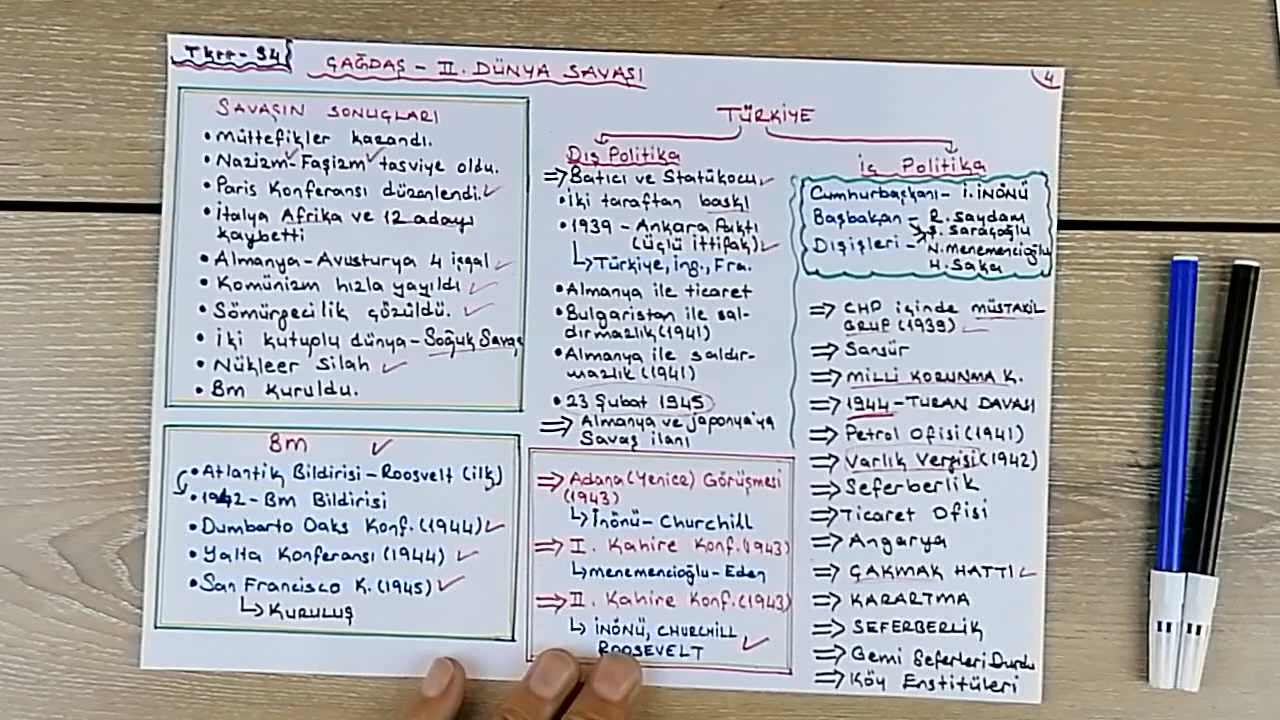 Tkrr-34
ÇAĞDAŞ - II. DÜNYA SAVAŞI
4
SAVAŞIN SONUÇLARI
• Müttefikler kazandı.
• Nazizm-Faşizm tasviye oldu.
• Paris Konferansı düzenlendi.
• İtalya Afrika ve 12 adayı
kaybetti
• Almanya-Avusturya 4 işgal
• Komünizm hızla yayıldı
• Sömürgecilik çözüldü.
• İki kutuplu dünya-Soğuk Savaş
• Nükleer Silah
• Bm Kuruldu.
Bm
• Atlantik Bildirisi-Roosvelt (ilk)
• 1942-Bm Bildirisi
• Dumbarto Oaks Konf.(1944)
• Yalta Konferansı (1944)
• San Francisco K. (1945)
↳ KURULUŞ
TÜRKİYE
Dış Politika
⇒ Batıcı ve Statükocu
• İki taraftan baskı
• 1939-Ankara Paktı
(üçlü ittifak)
↳ Türkiye, ing., Fra.
• Almanya ile ticaret
• Bulgaristan ile sal-
dırmazlık (1941)
• Almanya ile saldır-
mazlık (1941)
• 23 Şubat 1945
⇒ Almanya ve japonya'ya
Savaş ilanı
⇒ Adana (Yenice) Görüşmesi
(1943)
↳ İnönü-Churchill
⇒ I. Kahire Konf.(1943)
↳ Menemencioğlu-Eden
⇒ II. Kahire Konf.(1943)
↳ İNÖNÜ, CHURCHILL
ROOSEVELT
iç Politika
Cumhurbaşkanı- İ. İNÖNÜ
Başbakan - R. Saydam
Ş. Saraçoğlu
Dışişleri - N. Menemencioğlu
H. Saka
⇒ CHP içinde MÜSTAKİL
GRUP (1939)
⇒ Sansür
⇒ MİLLİ KORUNMA K.
⇒ 1944-TURAN DAVASI
⇒ Petrol Ofisi (1941)
⇒ Varlık Vergisi (1942)
⇒ Seferberlik
⇒ Ticaret Ofisi
⇒ Angarya
⇒ ÇAKMAK HATTI
⇒ KARARTMA
⇒ SEFERBERLİK
⇒ Gemi Seferleri Durdu
⇒ Köy Enstitüleri